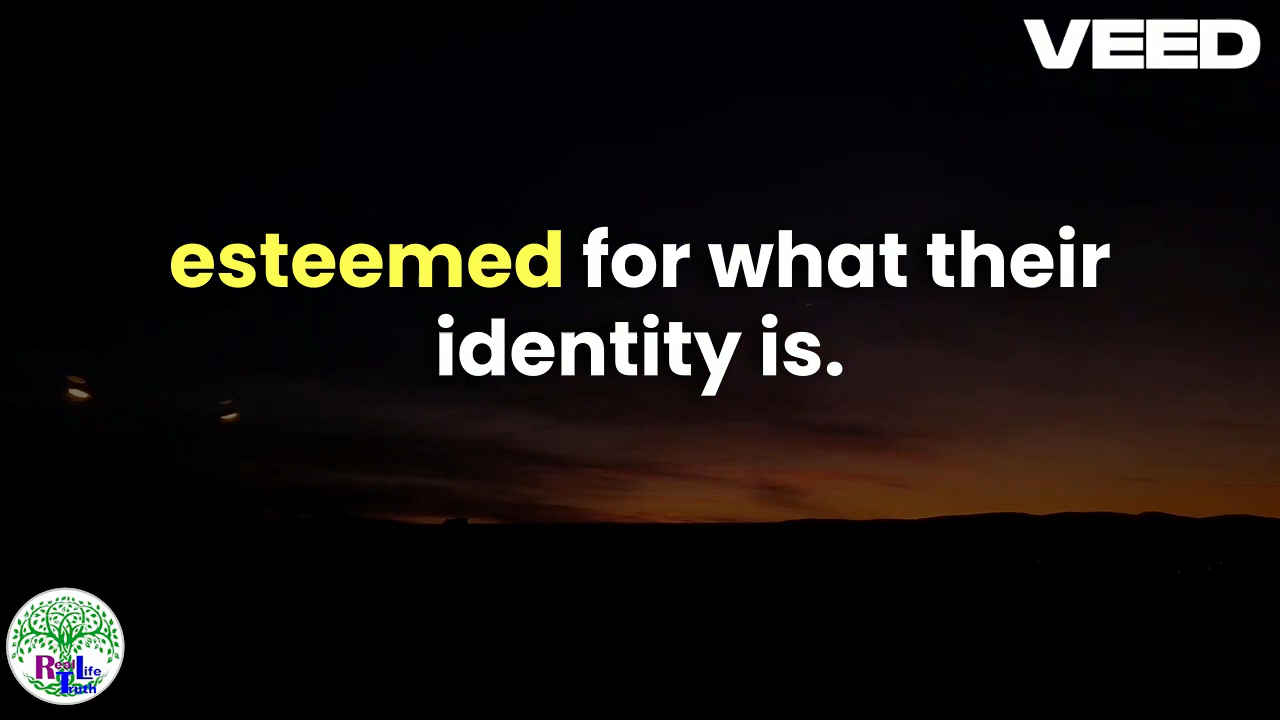 VEED
esteemed for what their
identity is.
Real Life
Truth